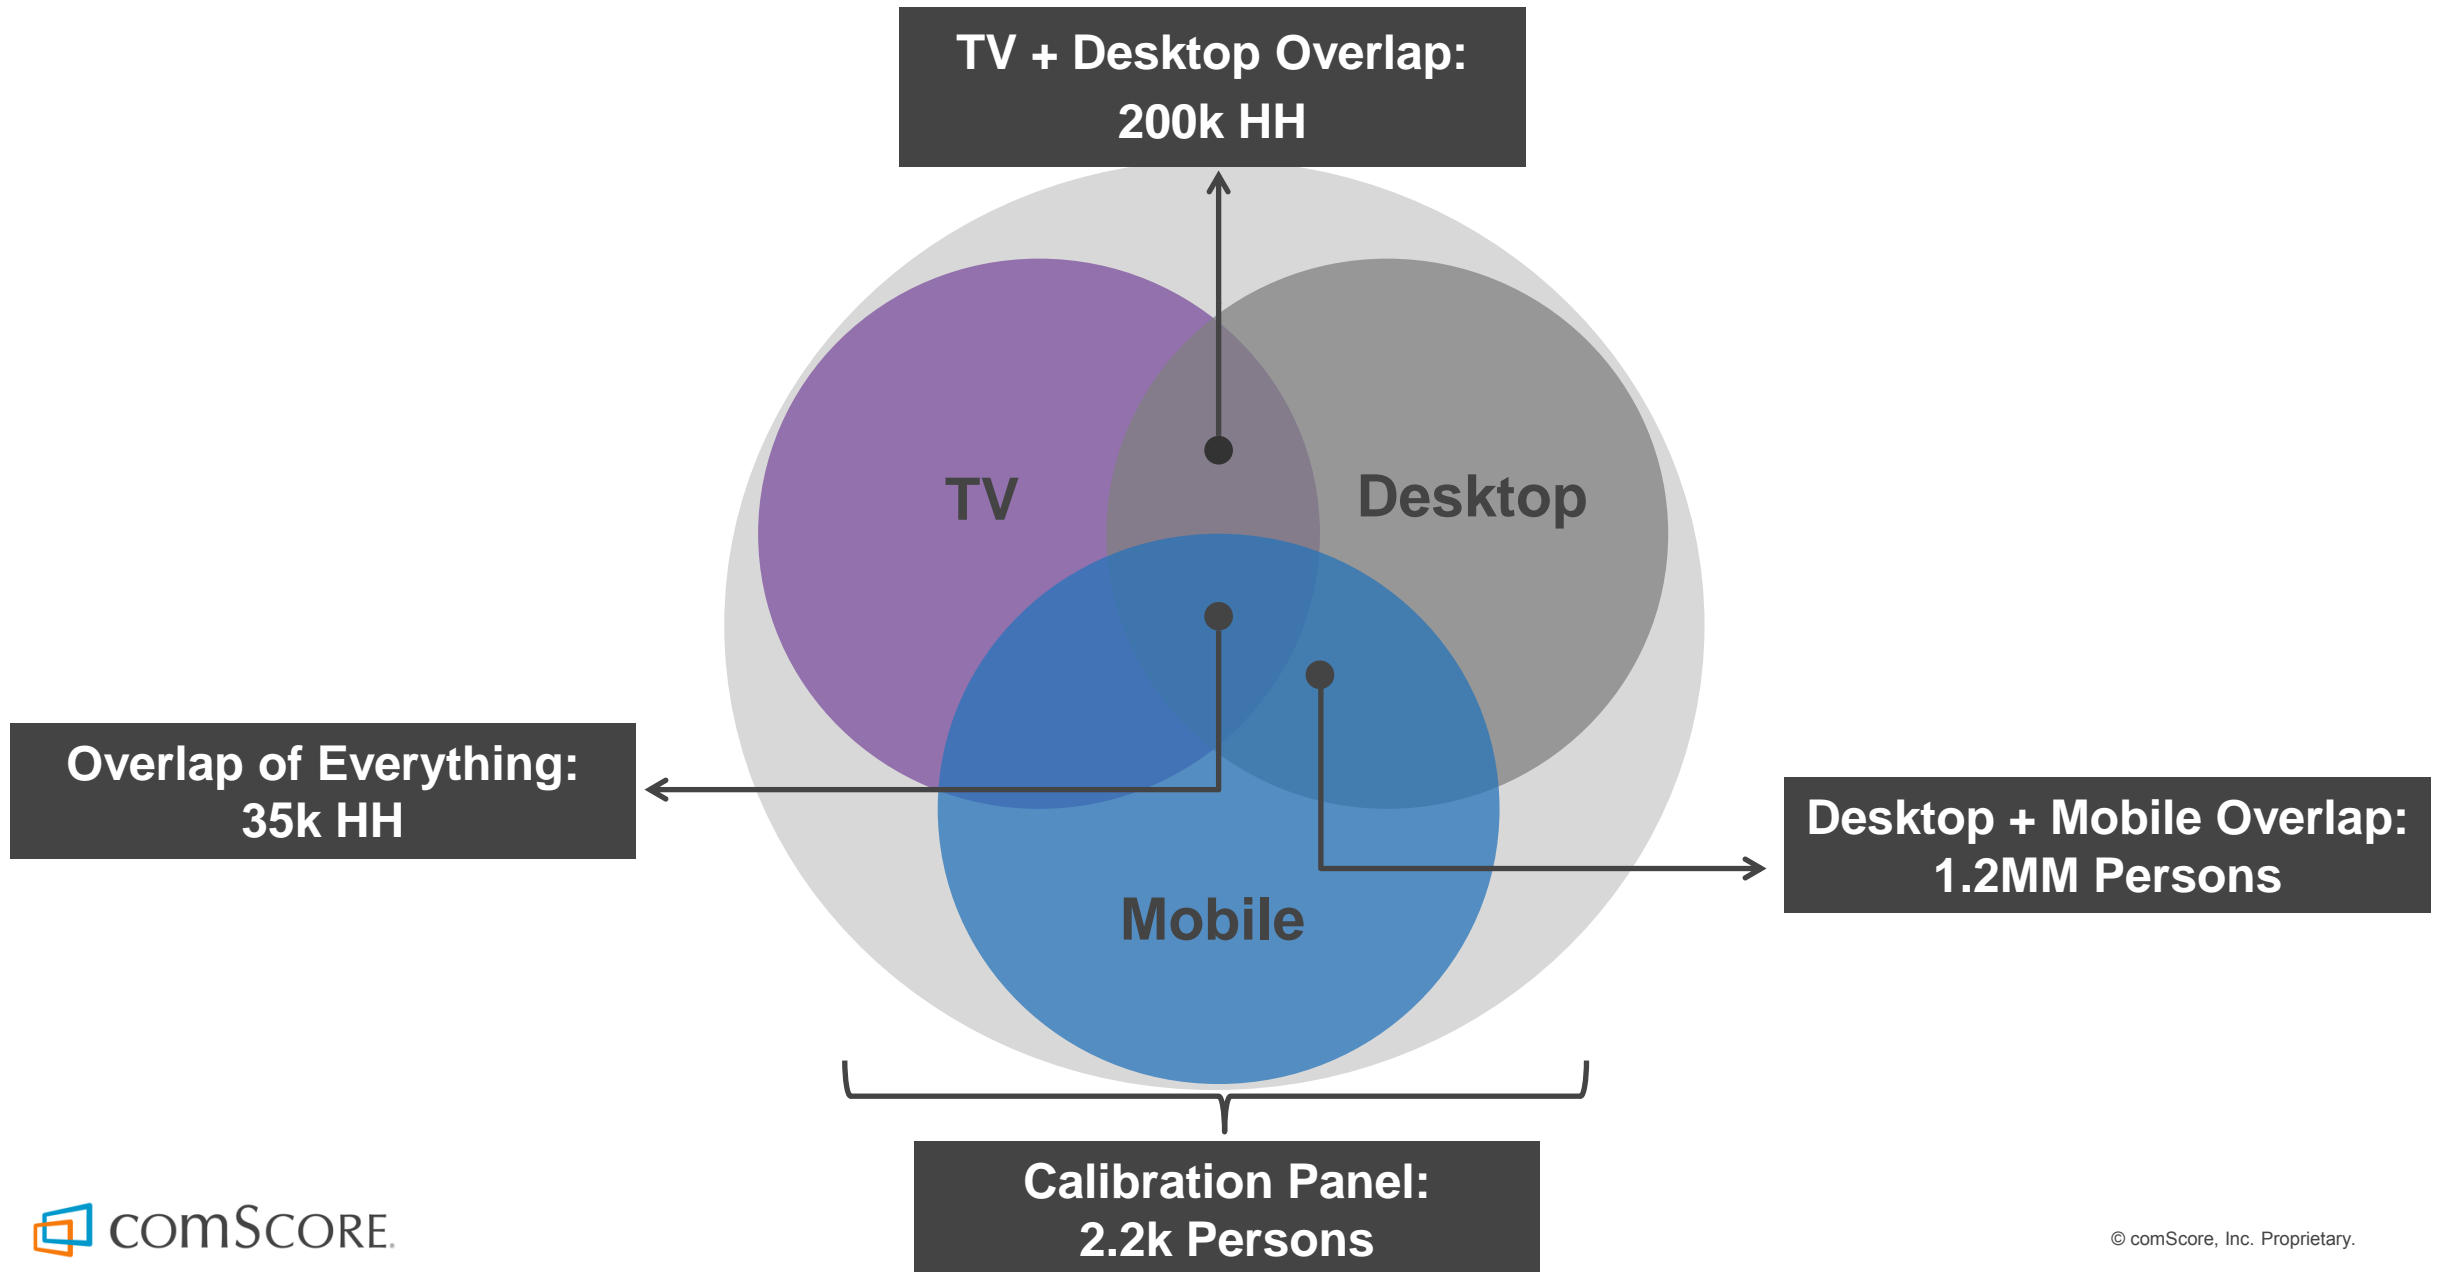 TV + Desktop Overlap:
200k HH
TV
Desktop
Overlap of Everything:
35k HH
Desktop + Mobile Overlap:
1.2MM Persons
Mobile
Calibration Panel:
2.2k Persons
comScore.
© comScore, Inc. Proprietary.